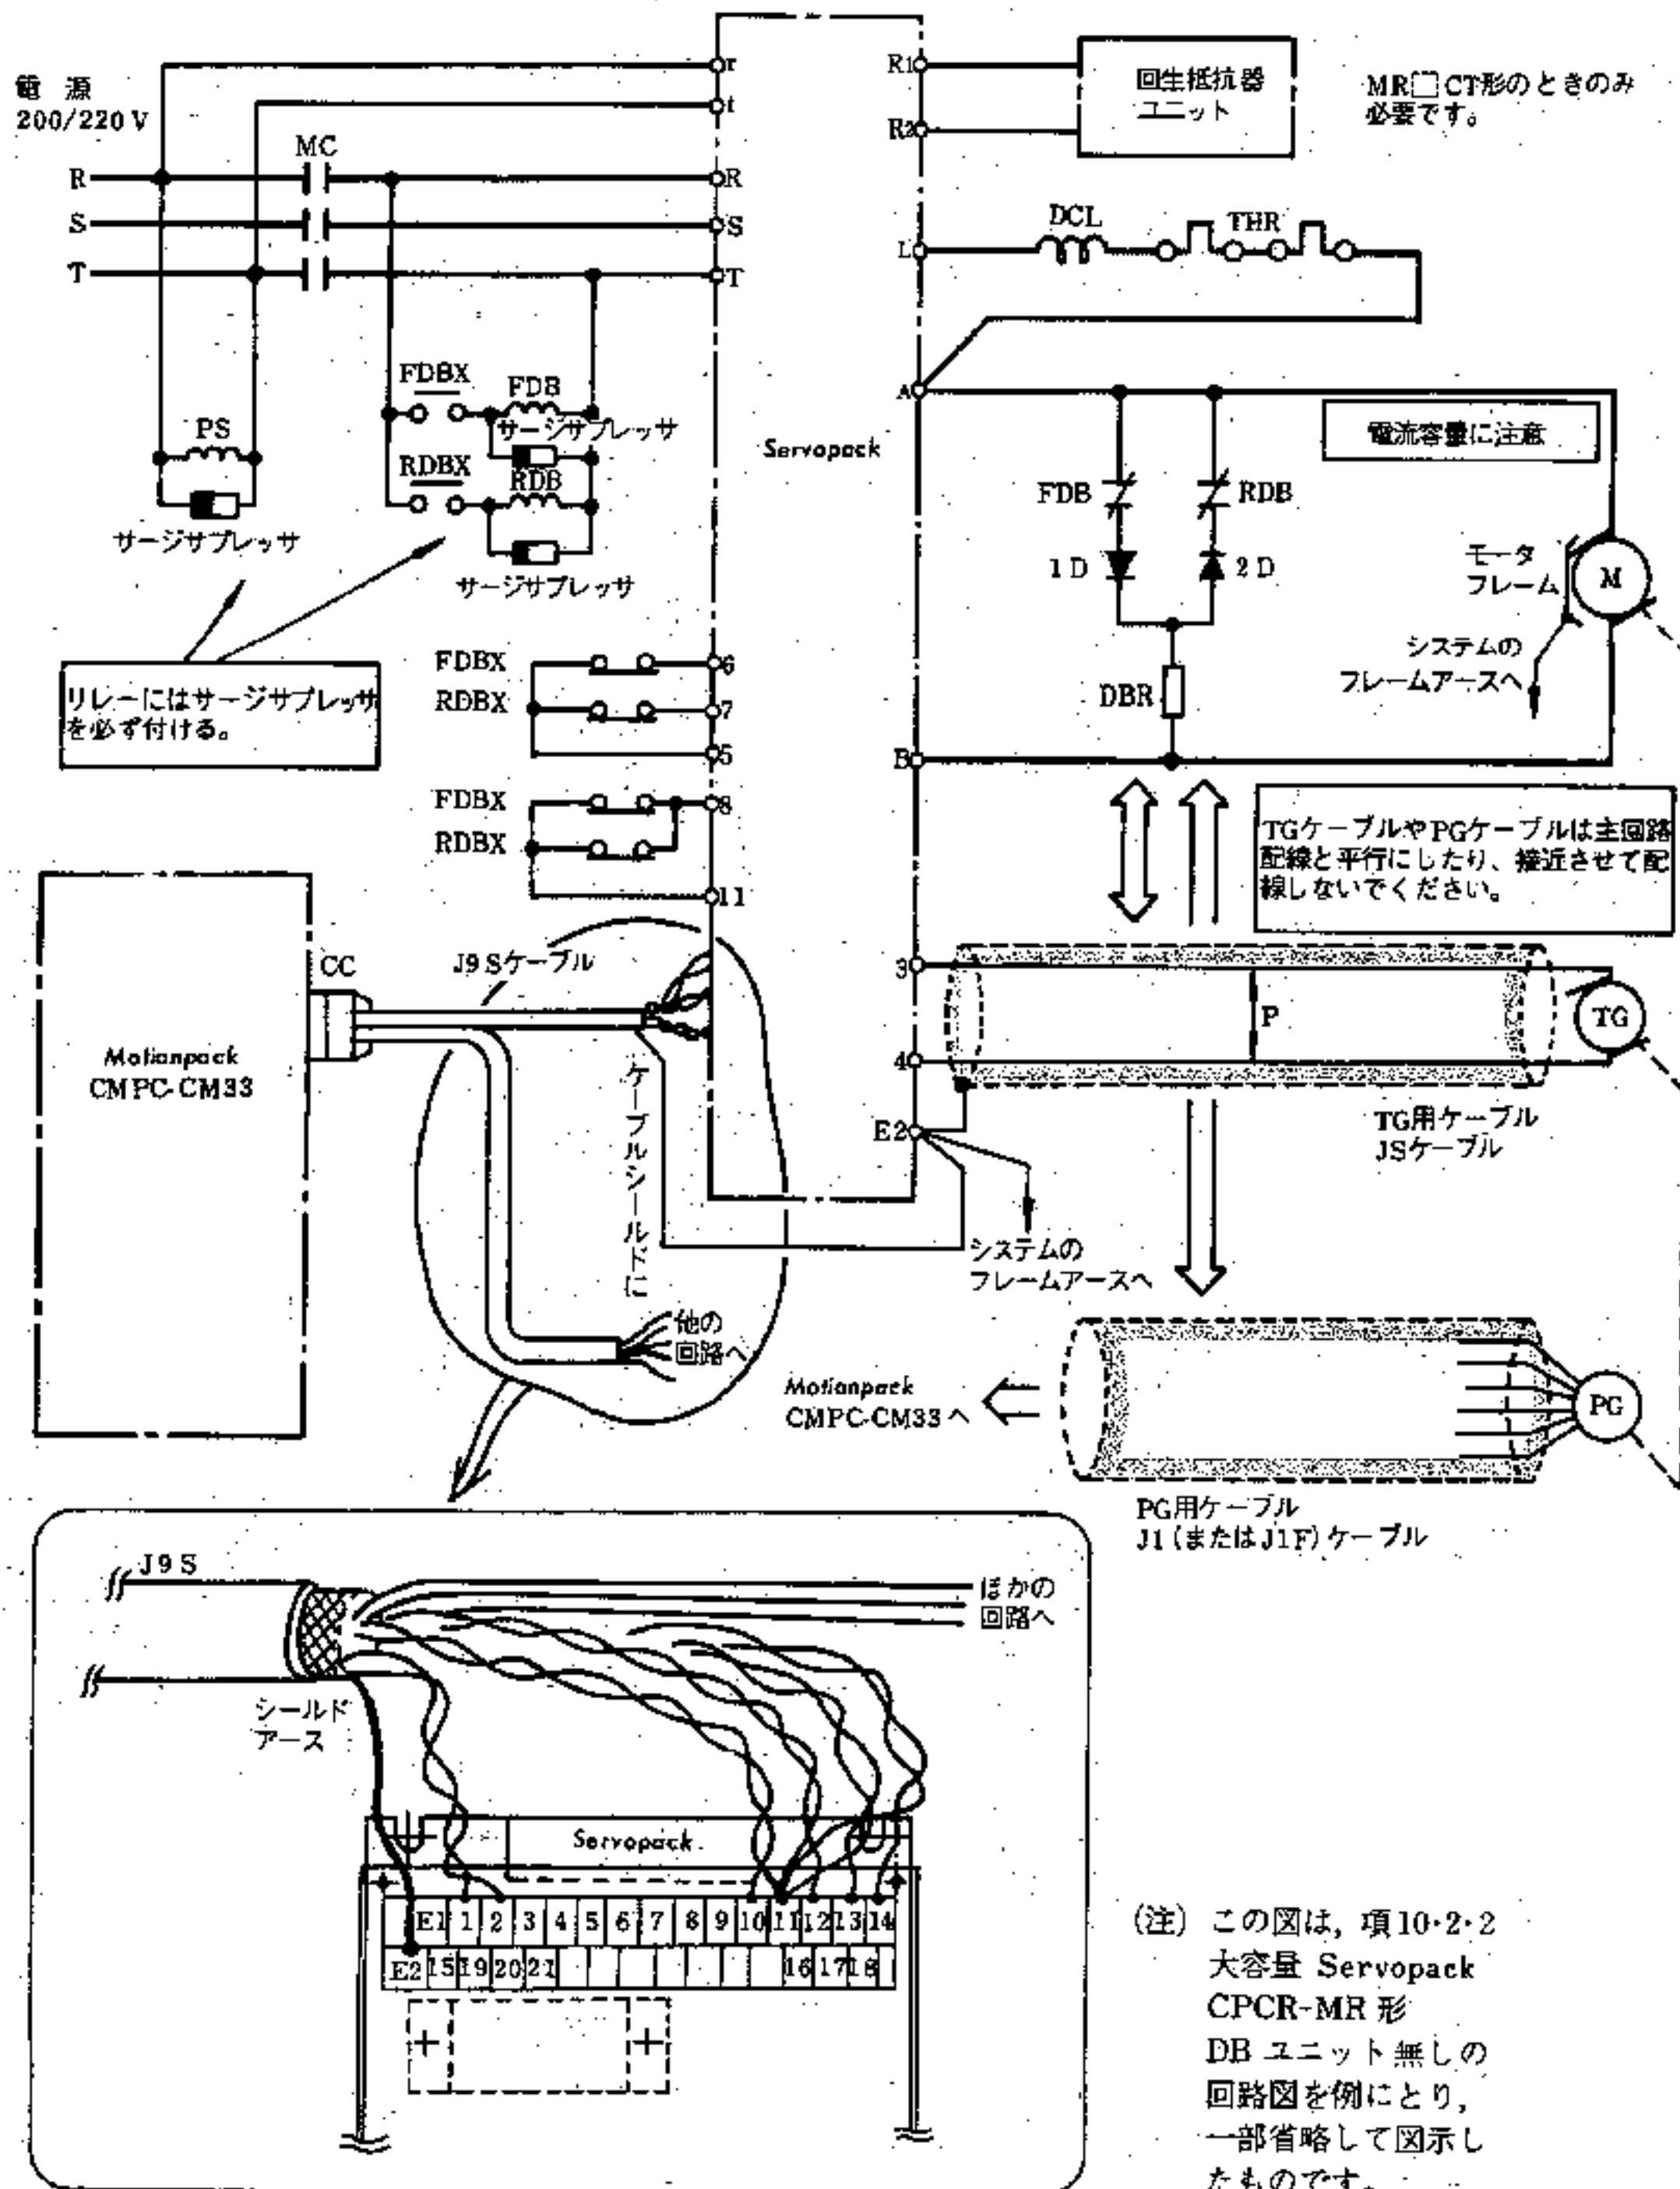 電源
200/220 V
R
S
T
MC
r
t
R
S
T
R1
R2
回生抵抗器
ユニット
MR□CT形のときのみ
必要です。
L
DCL
THR
PS
サージサプレッサ
FDBX
FDB
サージサプレッサ
RDBX
RDB
サージサプレッサ
リレーにはサージサプレッサ
を必ず付ける。
Servopack
A
電流容量に注意
FDB
RDB
1D
2D
DBR
B
モータ
フレーム
M
システムの
フレームアースへ
FDBX
6
RDBX
7
5
FDBX
8
RDBX
11
TGケーブルやPGケーブルは主回路
配線と平行にしたり、接近させて配
線しないでください。
Motionpack
CMPC-CM33
CC
J9Sケーブル
ケーブルシールドに
他の
回路へ
3
4
P
TG
E2
TG用ケーブル
JSケーブル
システムの
フレームアースへ
Motionpack
CMPC-CM33へ
PG
PG用ケーブル
J1(またはJ1F)ケーブル
J9S
ほかの
回路へ
シールド
アース
Servopack
E1 1 2 3 4 5 6 7 8 9 10 11 12 13 14
E2 15 19 20 21 16 17 18
(注) この図は, 項10・2・2
大容量 Servopack
CPCR-MR 形
DB ユニット無しの
回路図を例にとり,
一部省略して図示し
たものです。